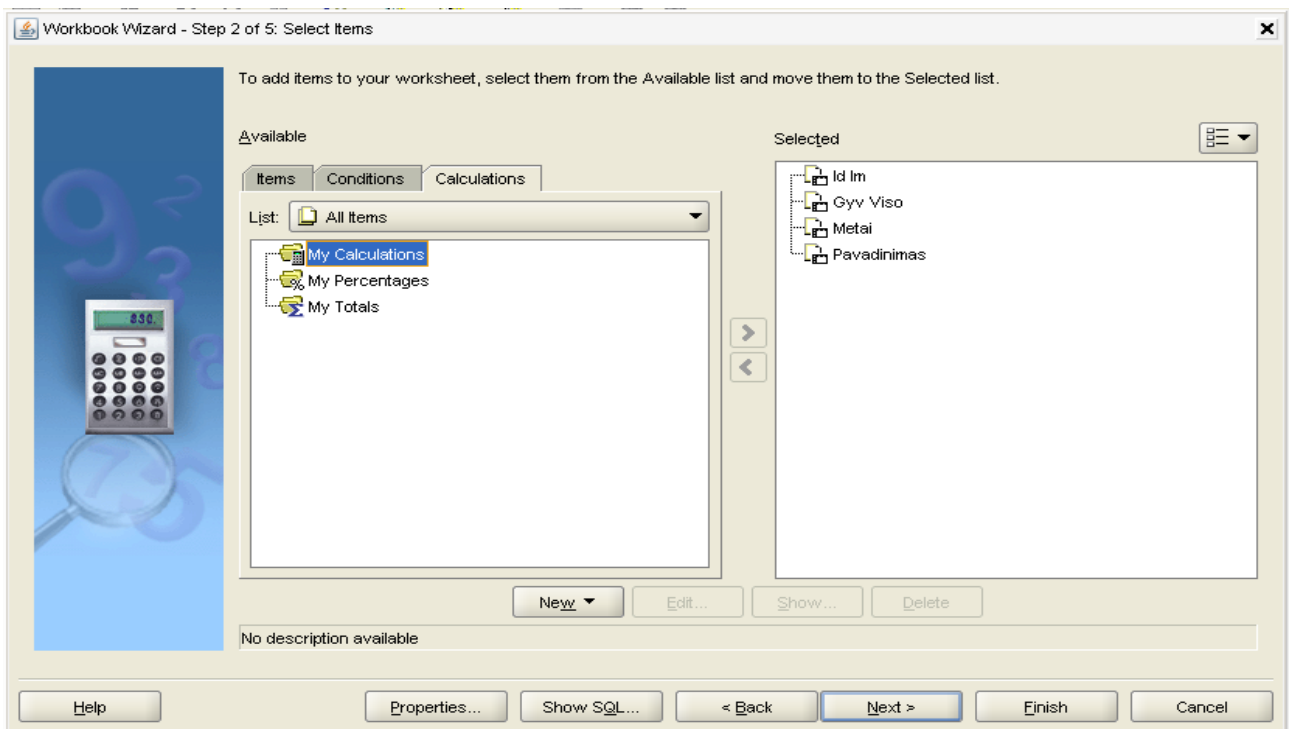 Workbook Wizard - Step 2 of 5: Select Items
To add items to your worksheet, select them from the Available list and move them to the Selected list.
Available
Selected
Items Conditions Calculations
List: All Items
My Calculations
My Percentages
My Totals
Id Im
Gyv Viso
Metai
Pavadinimas
830.
New Edit... Show... Delete
No description available
Help Properties... Show SQL... < Back Next > Finish Cancel